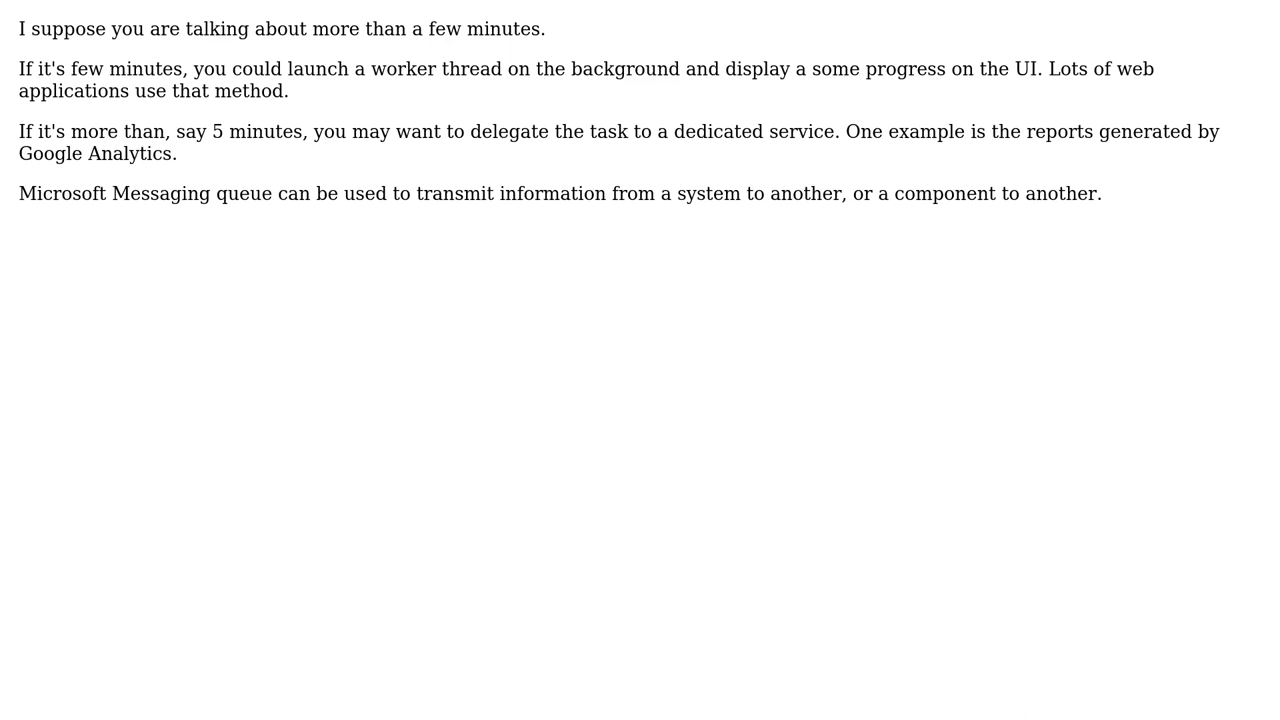 I suppose you are talking about more than a few minutes.
If it's few minutes, you could launch a worker thread on the background and display a some progress on the UI. Lots of web
applications use that method.
If it's more than, say 5 minutes, you may want to delegate the task to a dedicated service. One example is the reports generated by
Google Analytics.
Microsoft Messaging queue can be used to transmit information from a system to another, or a component to another.